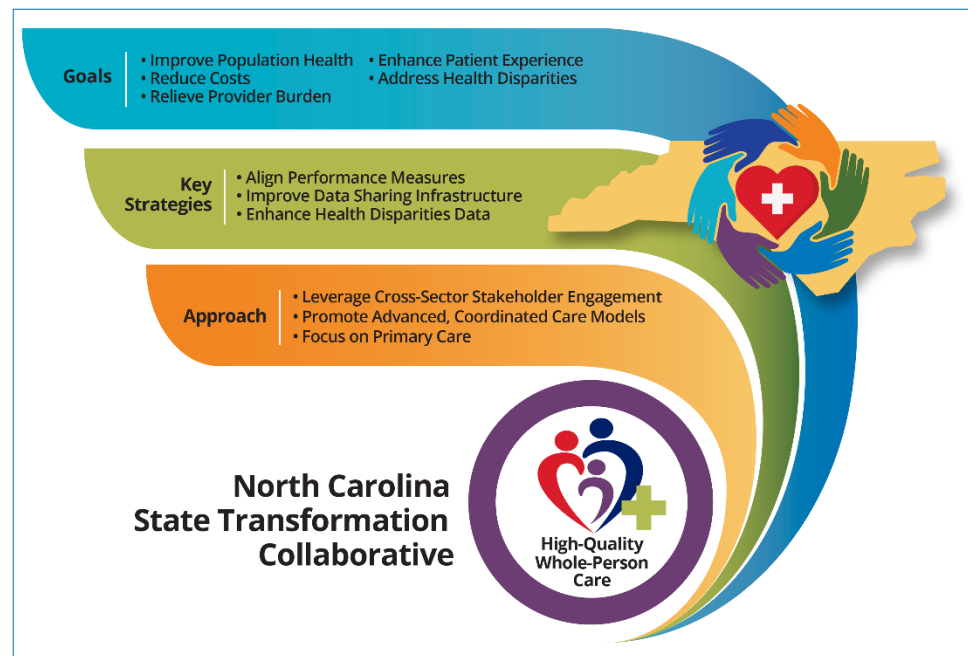 Goals
• Improve Population Health
• Reduce Costs
• Relieve Provider Burden
• Enhance Patient Experience
• Address Health Disparities
Key
Strategies
• Align Performance Measures
• Improve Data Sharing Infrastructure
• Enhance Health Disparities Data
Approach
• Leverage Cross-Sector Stakeholder Engagement
• Promote Advanced, Coordinated Care Models
• Focus on Primary Care
North Carolina
State Transformation
Collaborative
High-Quality
Whole-Person
Care